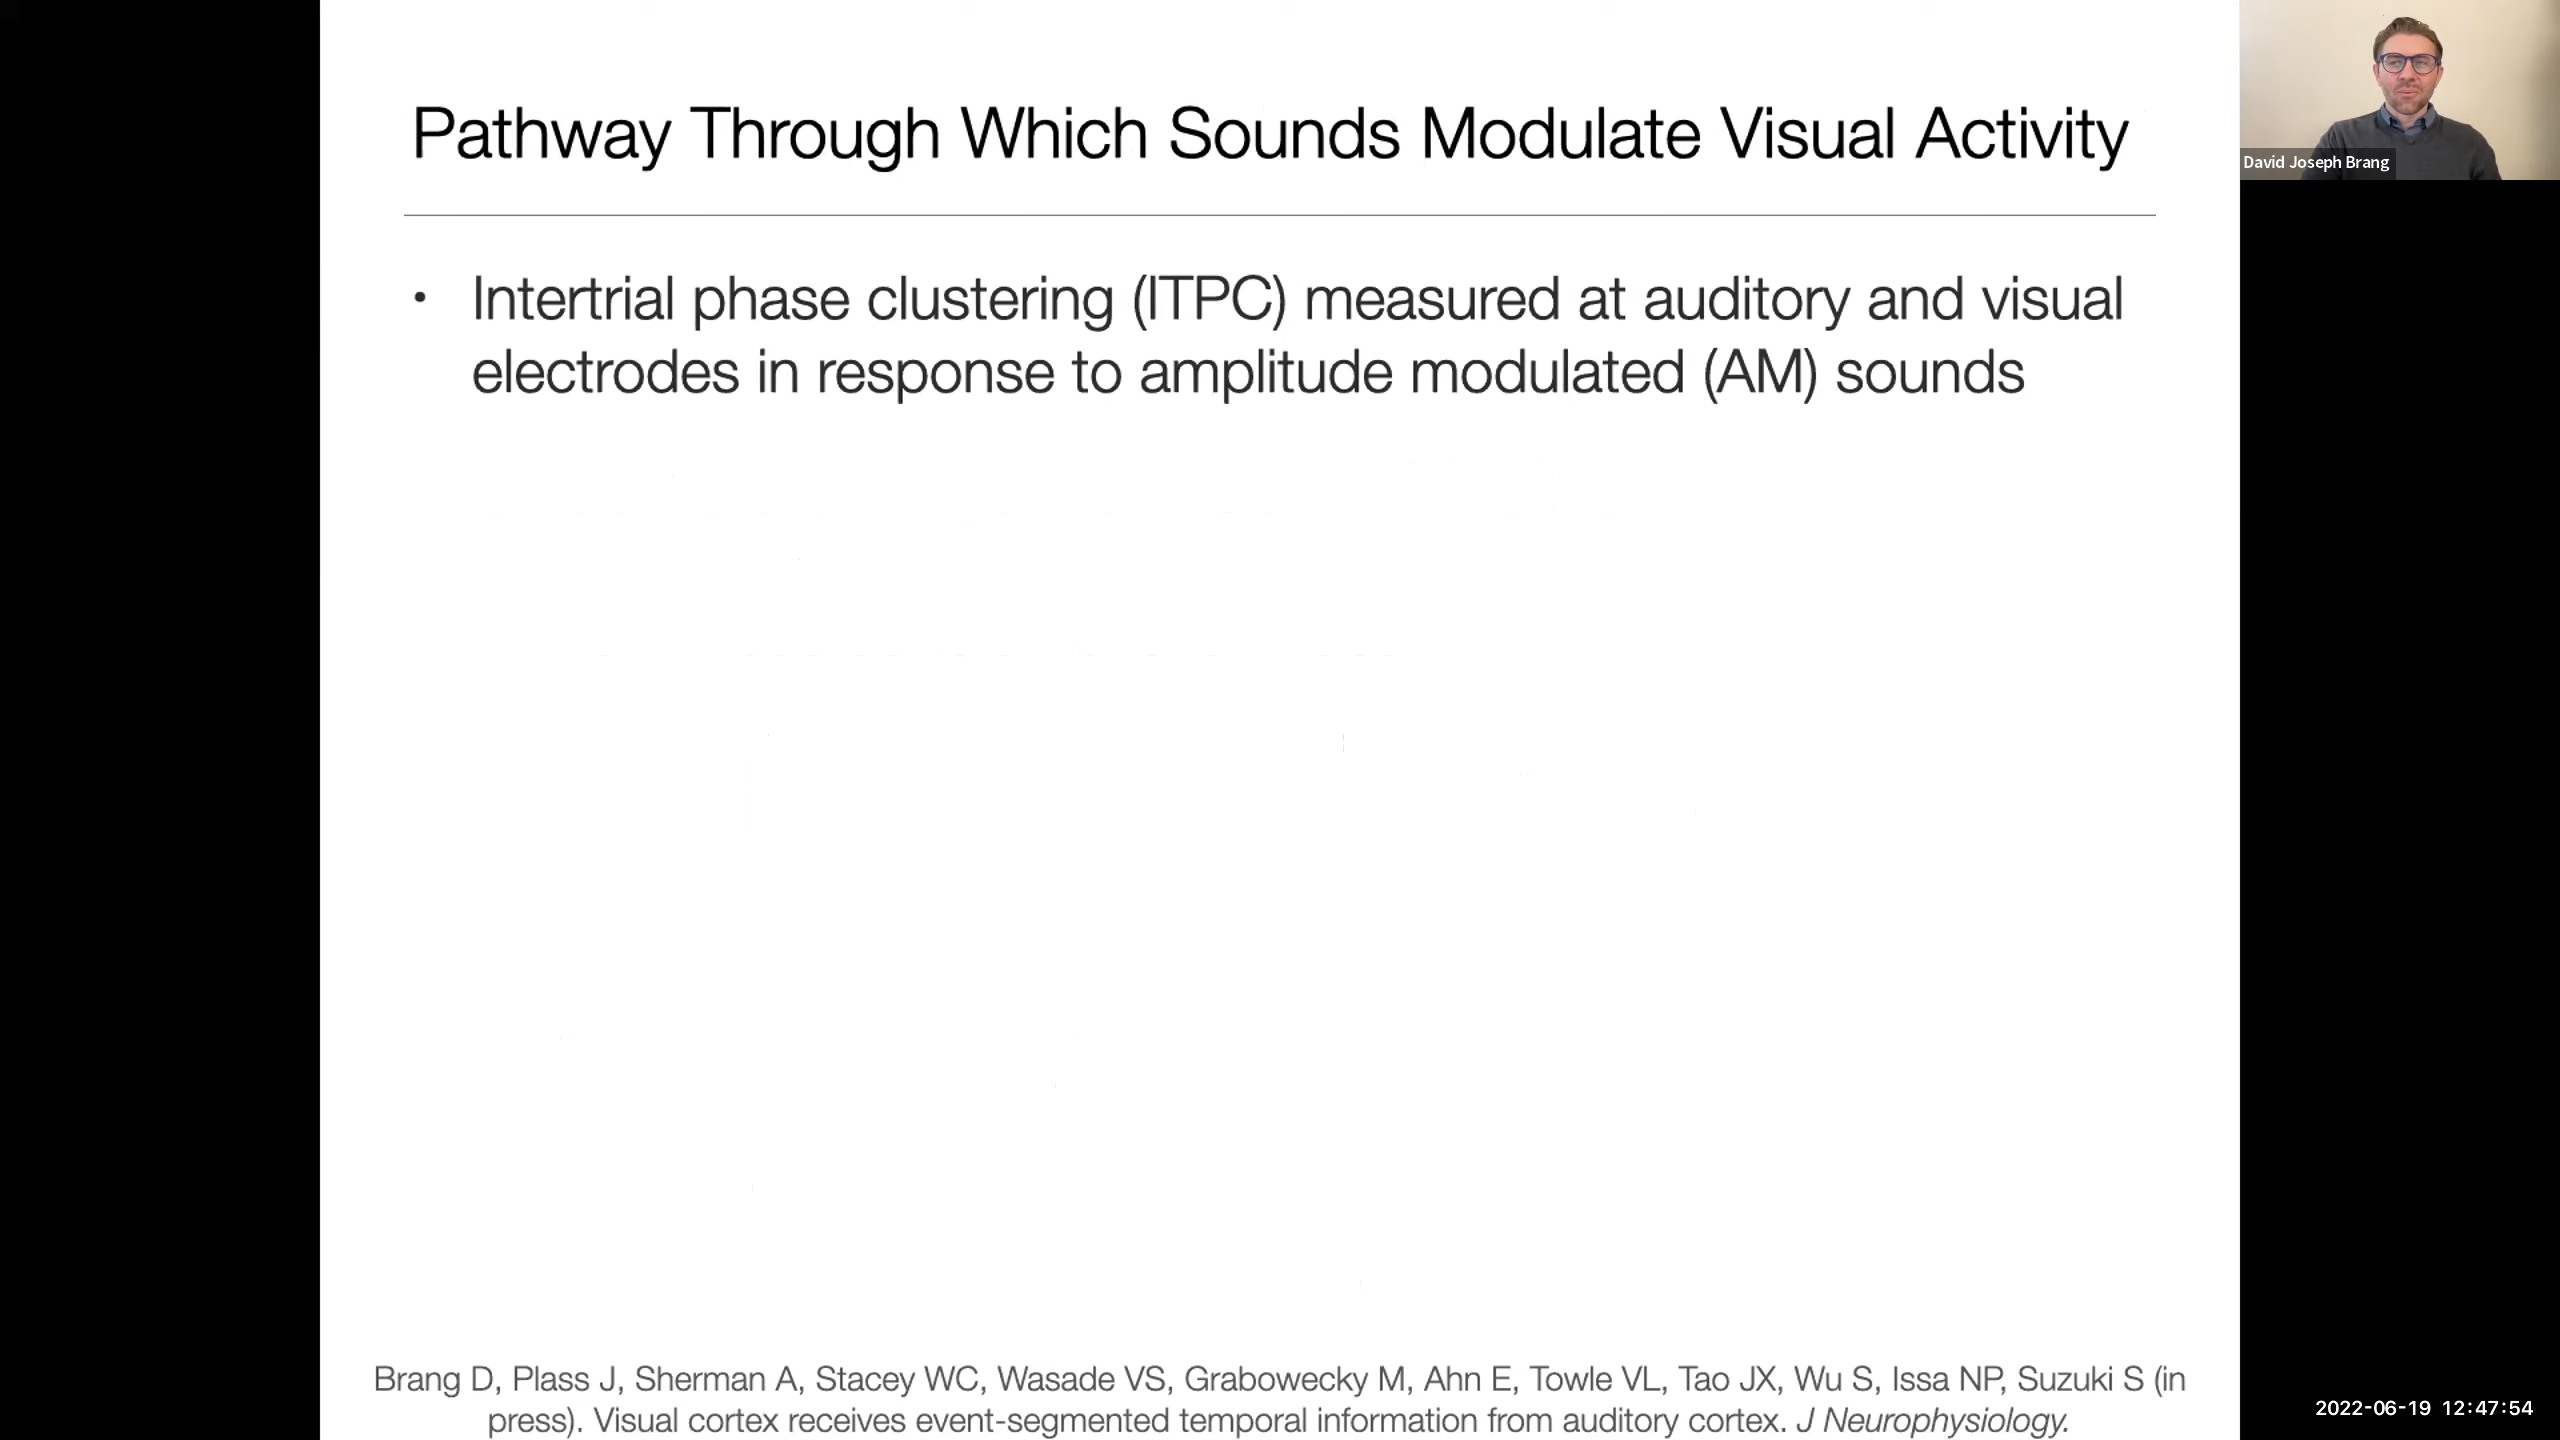 Pathway Through Which Sounds Modulate Visual Activity
David Joseph Brang
• Intertrial phase clustering (ITPC) measured at auditory and visual
electrodes in response to amplitude modulated (AM) sounds
Brang D, Plass J, Sherman A, Stacey WC, Wasade VS, Grabowecky M, Ahn E, Towle VL, Tao JX, Wu S, Issa NP, Suzuki S (in
press). Visual cortex receives event-segmented temporal information from auditory cortex. J Neurophysiology.
2022-06-19 12:47:54